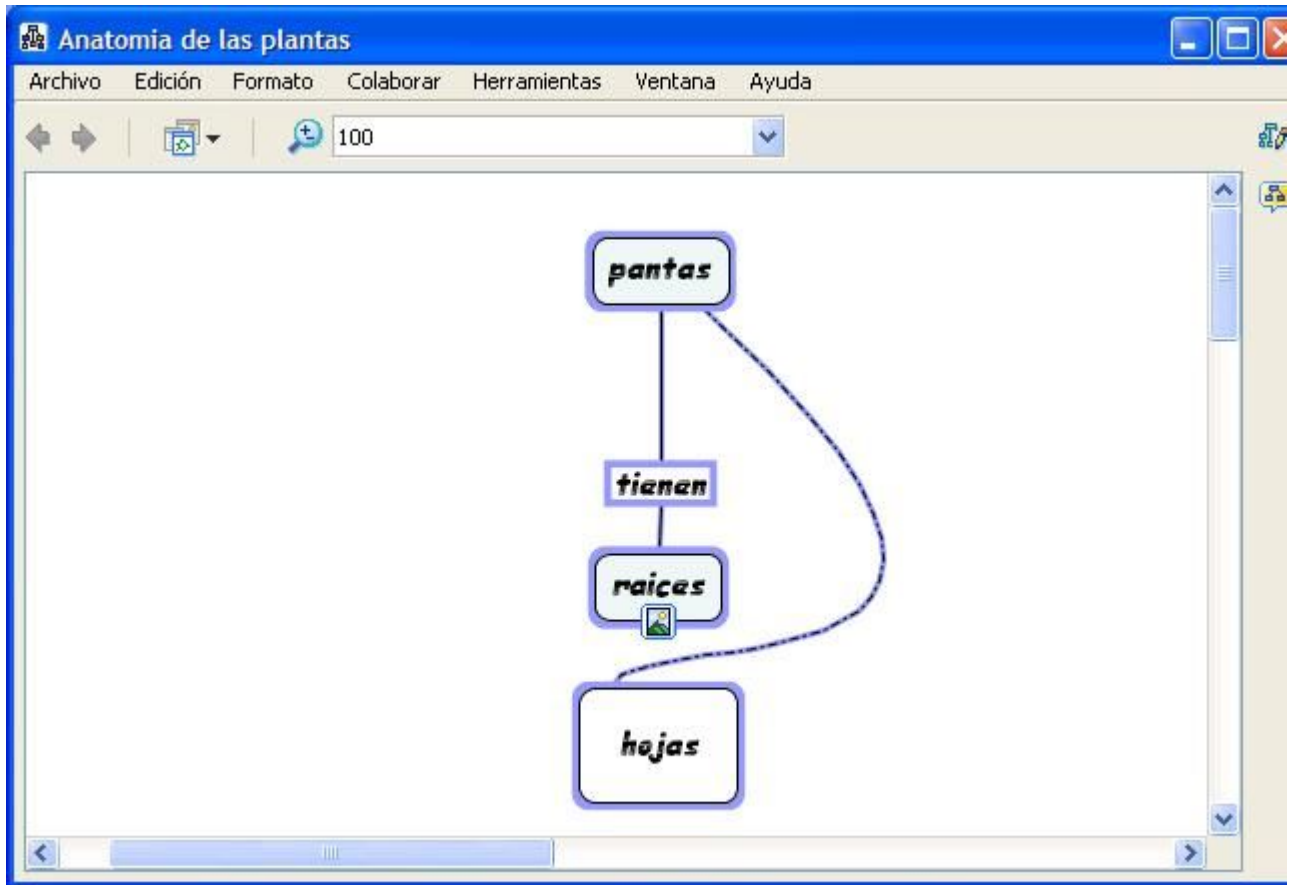 Anatomia de las plantas
Archivo Edición Formato Colaborar Herramientas Ventana Ayuda
100
pantas
tienen
raices
hojas